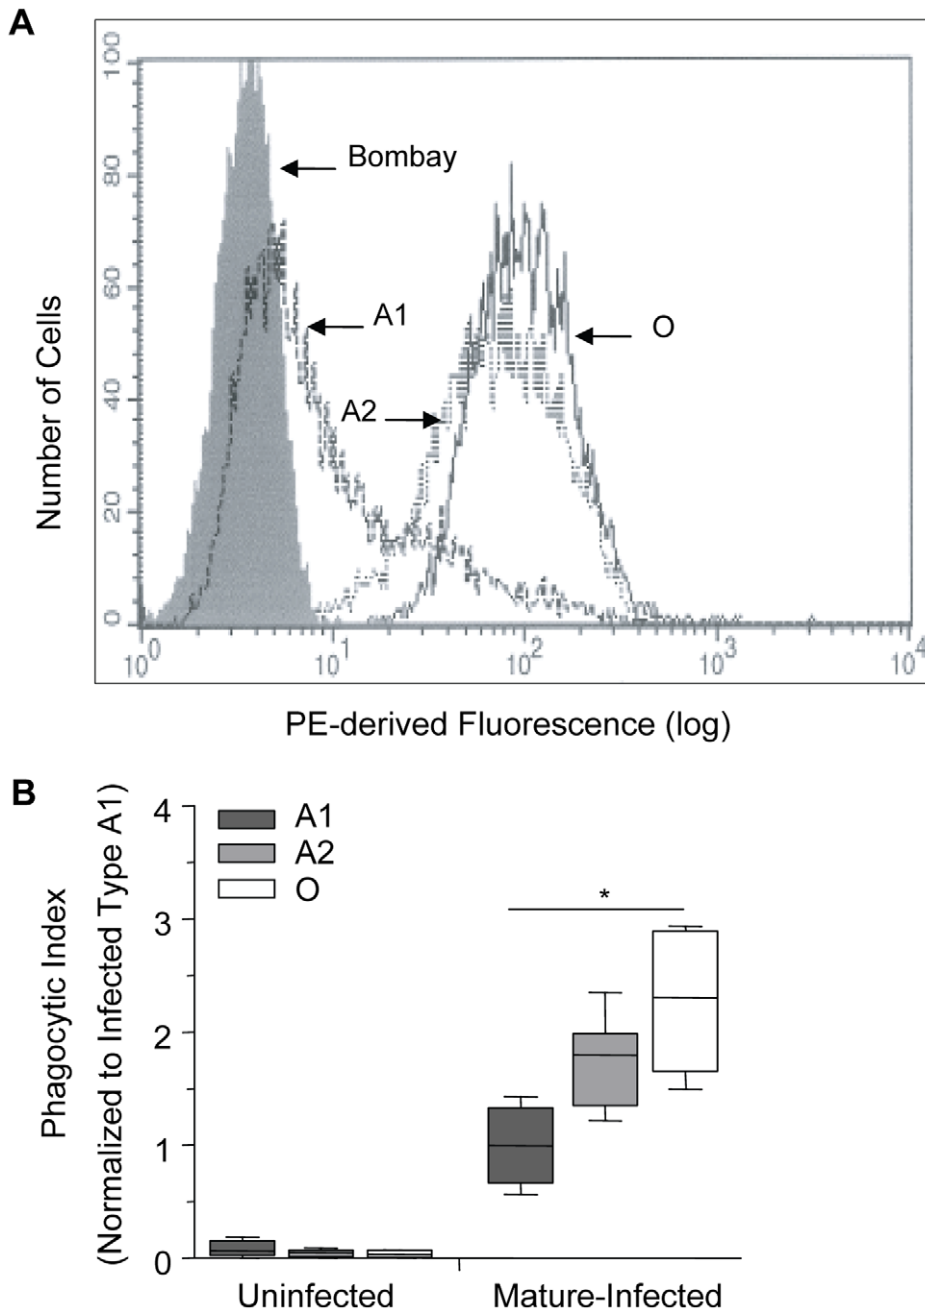 A
100
80
60
40
20
0
Number of Cells
Bombay
A1
A2
O
10^0
10^1
10^2
10^3
10^4
PE-derived Fluorescence (log)
B
Phagocytic Index
(Normalized to Infected Type A1)
4
3
2
1
0
A1
A2
O
*
Uninfected
Mature-Infected